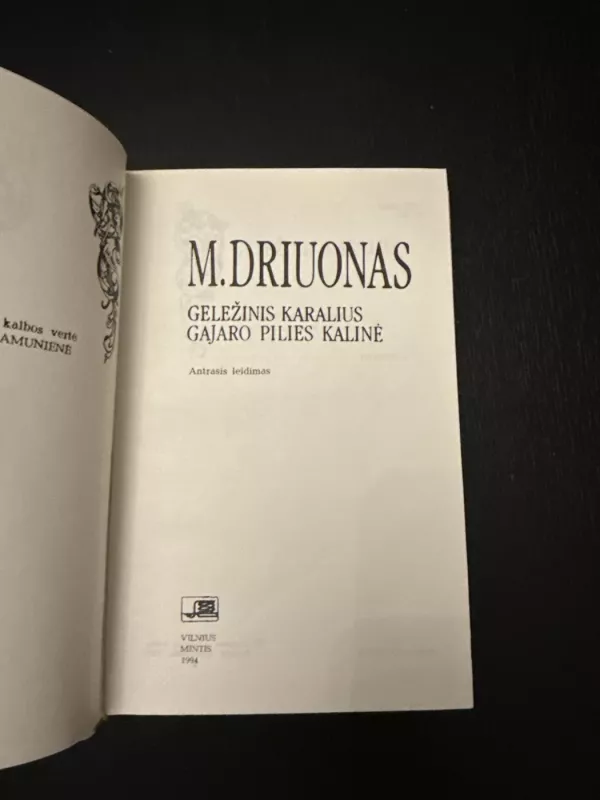 kalbos vertė
AMUNIENĖ
M.DRIUONAS
GELEŽINIS KARALIUS
GAJARO PILIES KALINĖ
Antrasis leidimas
VILNIUS
MINTIS
1994